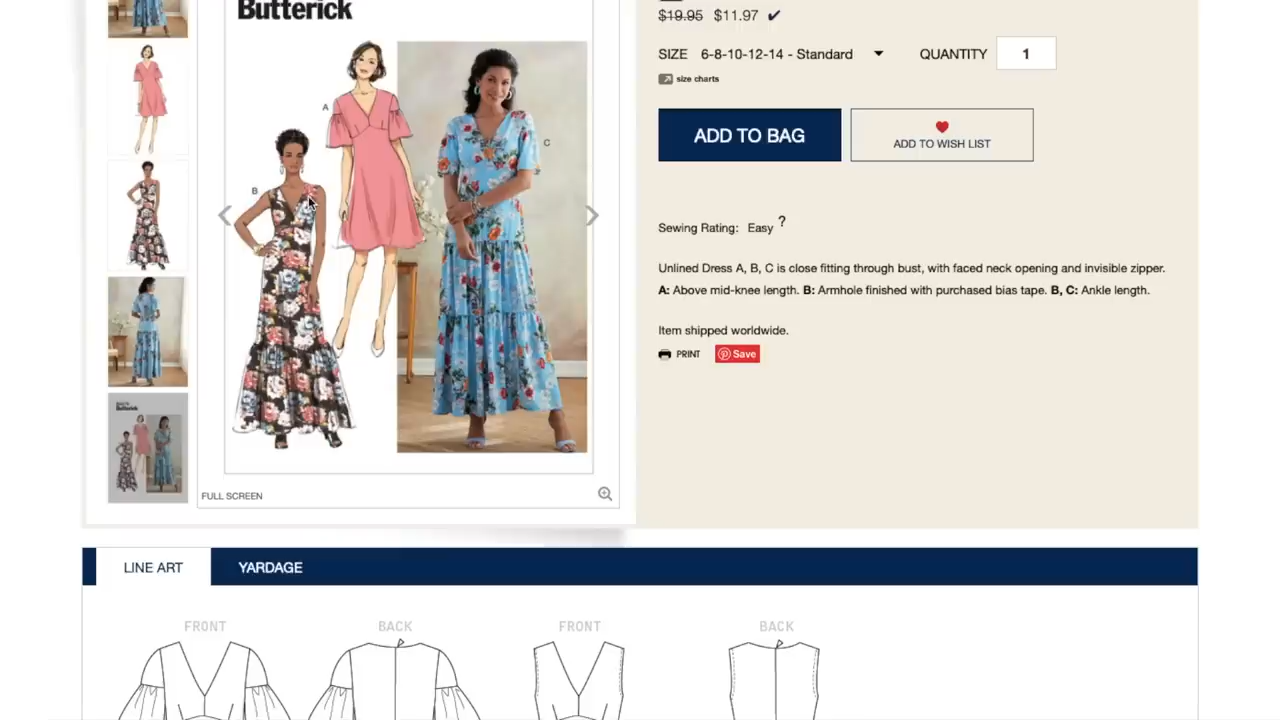 Butterick
A
B
C
FULL SCREEN
$19.95 $11.97 ✔
SIZE 6-8-10-12-14 - Standard
QUANTITY 1
size charts
ADD TO BAG
ADD TO WISH LIST
Sewing Rating: Easy ?
Unlined Dress A, B, C is close fitting through bust, with faced neck opening and invisible zipper.
A: Above mid-knee length. B: Armhole finished with purchased bias tape. B, C: Ankle length.
Item shipped worldwide.
PRINT Save
LINE ART YARDAGE
FRONT BACK FRONT BACK